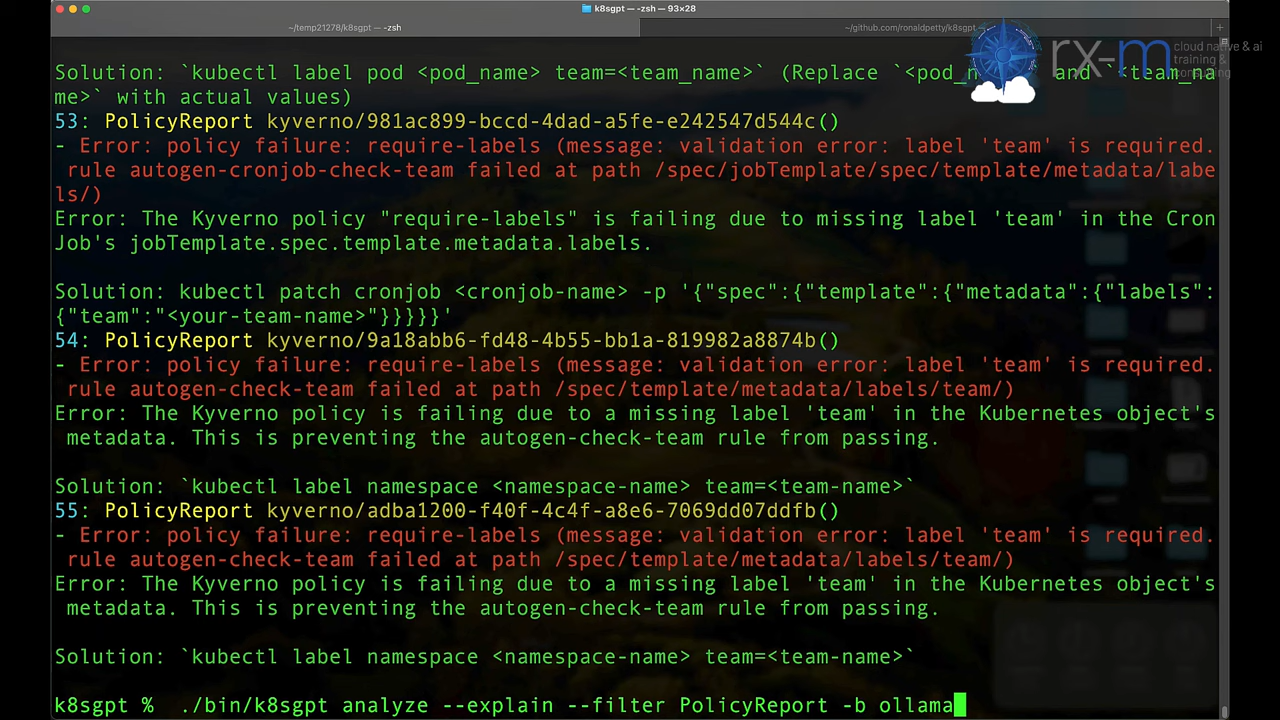 k8sgpt — -zsh — 93×28
~/temp21278/k8sgpt — -zsh
~/github.com/ronaldpetty/k8sgpt — -zsh
+
rx-m cloud native & ai
training &
consulting
Solution: `kubectl label pod <pod_name> team=<team_name>` (Replace `<pod_n and `<team_na
me>` with actual values)
53: PolicyReport kyverno/981ac899-bccd-4dad-a5fe-e242547d544c()
- Error: policy failure: require-labels (message: validation error: label 'team' is required.
rule autogen-cronjob-check-team failed at path /spec/jobTemplate/spec/template/metadata/labe
ls/)
Error: The Kyverno policy "require-labels" is failing due to missing label 'team' in the Cron
Job's jobTemplate.spec.template.metadata.labels.
Solution: kubectl patch cronjob <cronjob-name> -p '{"spec":{"template":{"metadata":{"labels":
{"team":"<your-team-name>"}}}}}'
54: PolicyReport kyverno/9a18abb6-fd48-4b55-bb1a-819982a8874b()
- Error: policy failure: require-labels (message: validation error: label 'team' is required.
rule autogen-check-team failed at path /spec/template/metadata/labels/team/)
Error: The Kyverno policy is failing due to a missing label 'team' in the Kubernetes object's
metadata. This is preventing the autogen-check-team rule from passing.
Solution: `kubectl label namespace <namespace-name> team=<team-name>`
55: PolicyReport kyverno/adba1200-f40f-4c4f-a8e6-7069dd07ddfb()
- Error: policy failure: require-labels (message: validation error: label 'team' is required.
rule autogen-check-team failed at path /spec/template/metadata/labels/team/)
Error: The Kyverno policy is failing due to a missing label 'team' in the Kubernetes object's
metadata. This is preventing the autogen-check-team rule from passing.
Solution: `kubectl label namespace <namespace-name> team=<team-name>`
k8sgpt % ./bin/k8sgpt analyze --explain --filter PolicyReport -b ollama